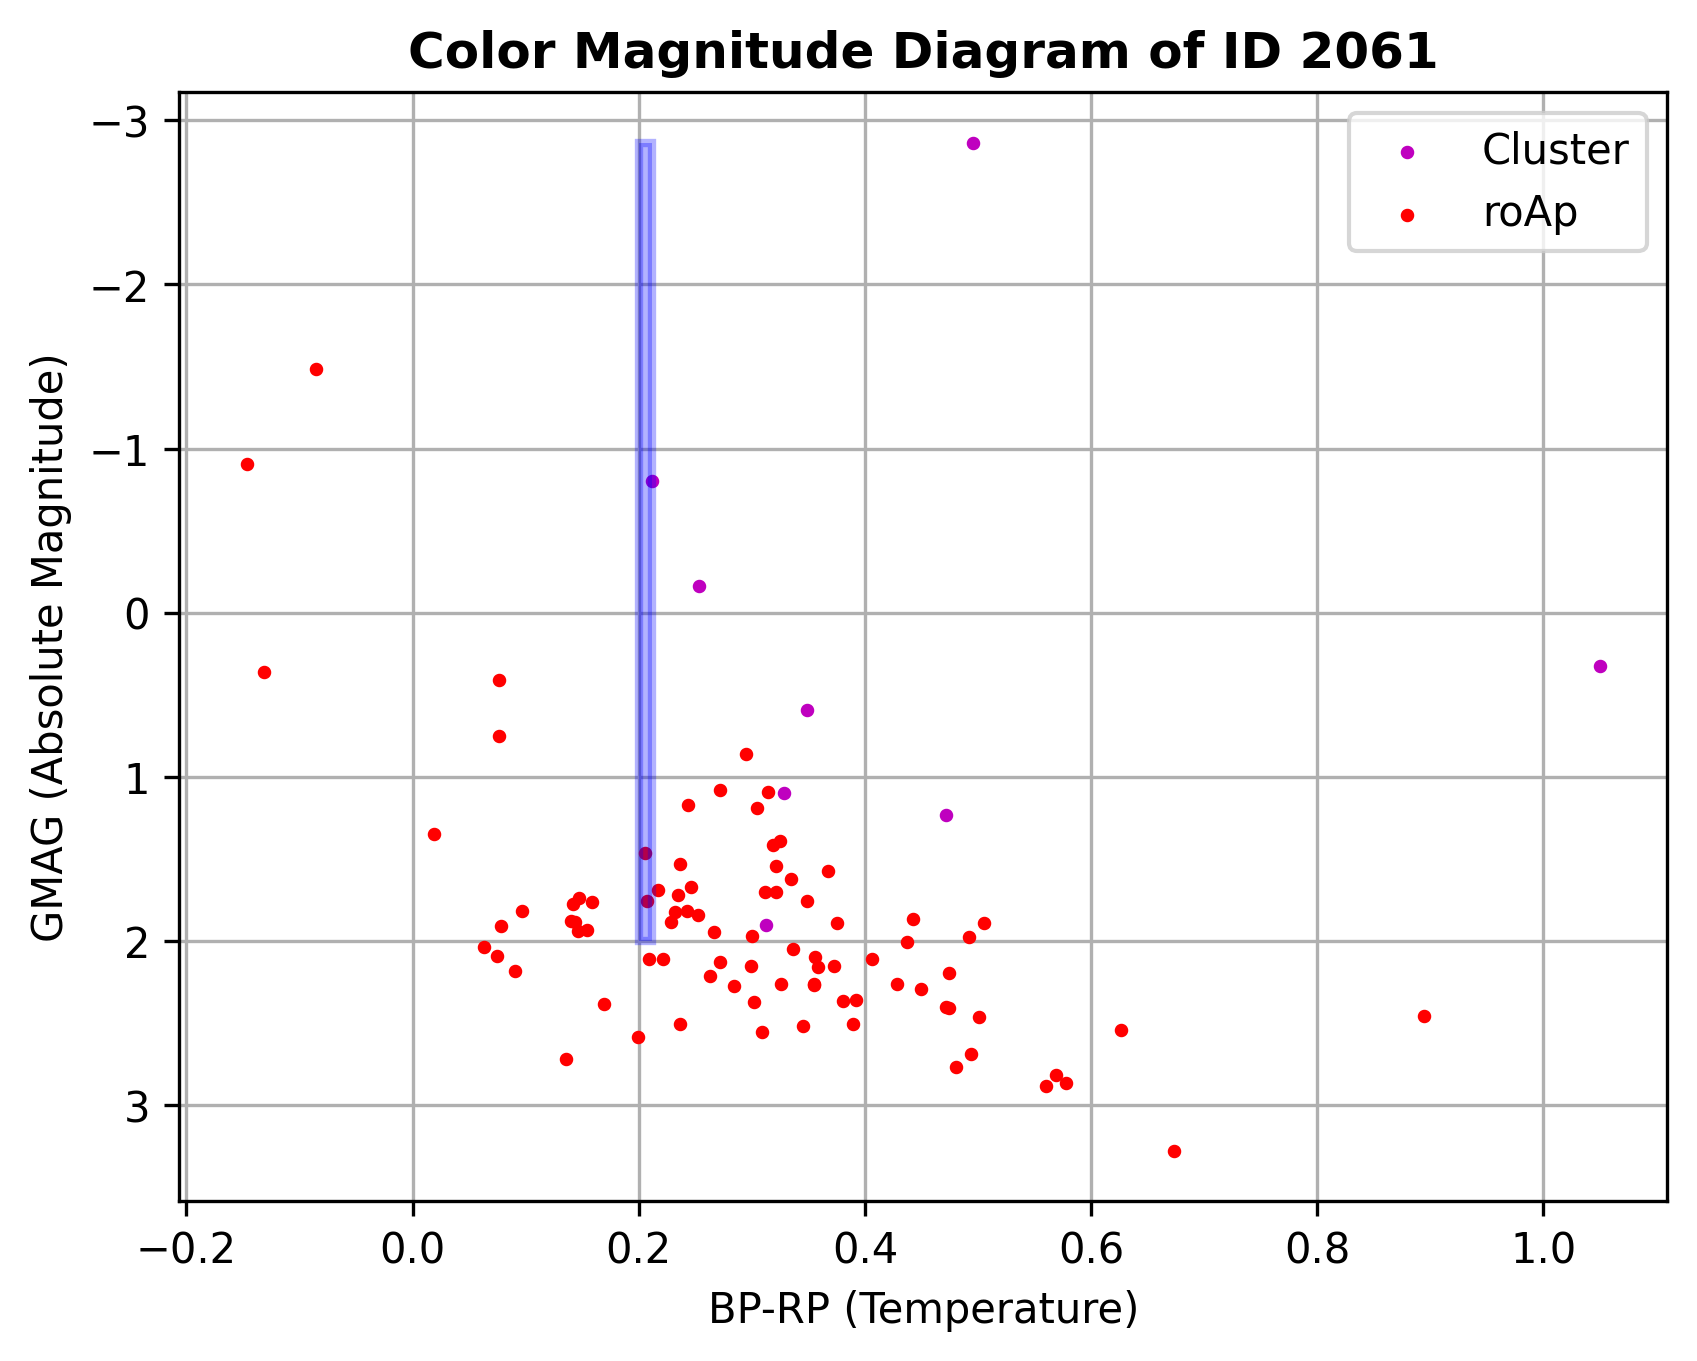 Color Magnitude Diagram of ID 2061
Cluster
roAp
GMAG (Absolute Magnitude)
−3
−2
−1
0
1
2
3
−0.2 0.0 0.2 0.4 0.6 0.8 1.0
BP-RP (Temperature)